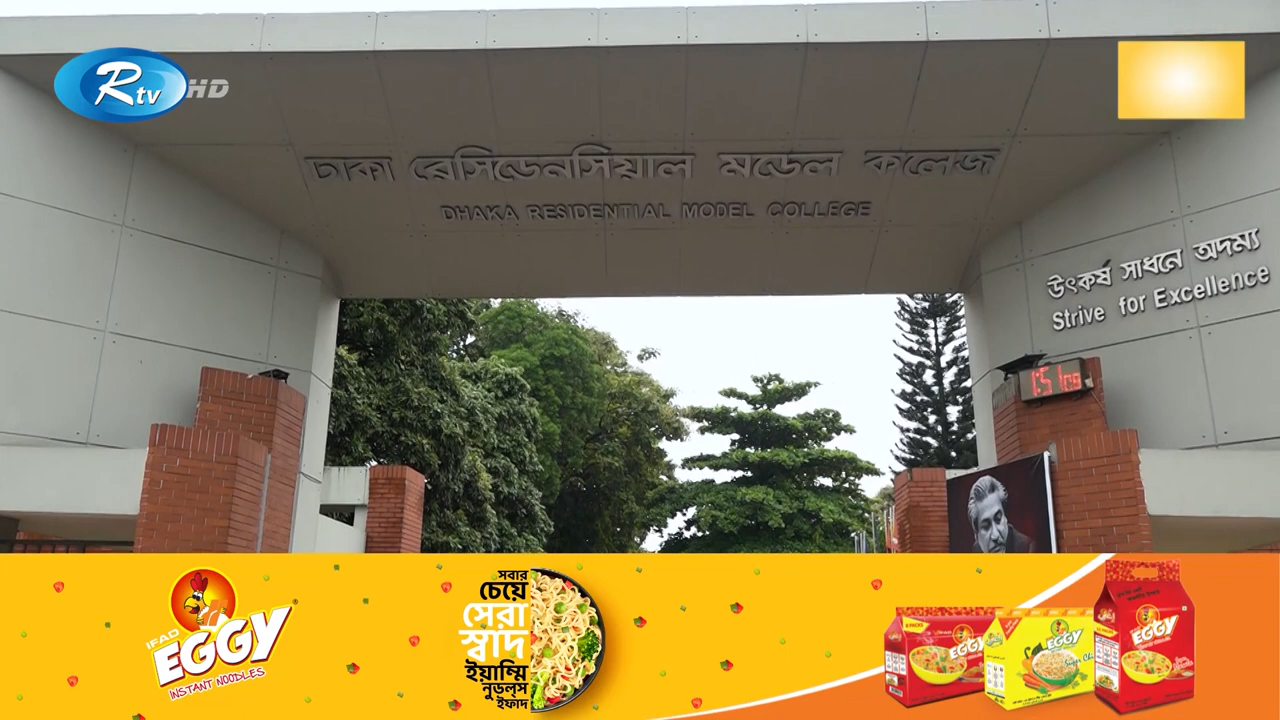 Rtv HD
ঢাকা রেসিডেনসিয়াল মডেল কলেজ
DHAKA RESIDENTIAL MODEL COLLEGE
উৎকর্ষ সাধনে অদম্য
Strive for Excellence
IFAD
EGGY
INSTANT NOODLES
সবার
চেয়ে
সেরা
স্বাদ
ইয়াম্মি
নুডল্‌স
ইফাদ
EGGY
EGGY
EGGY